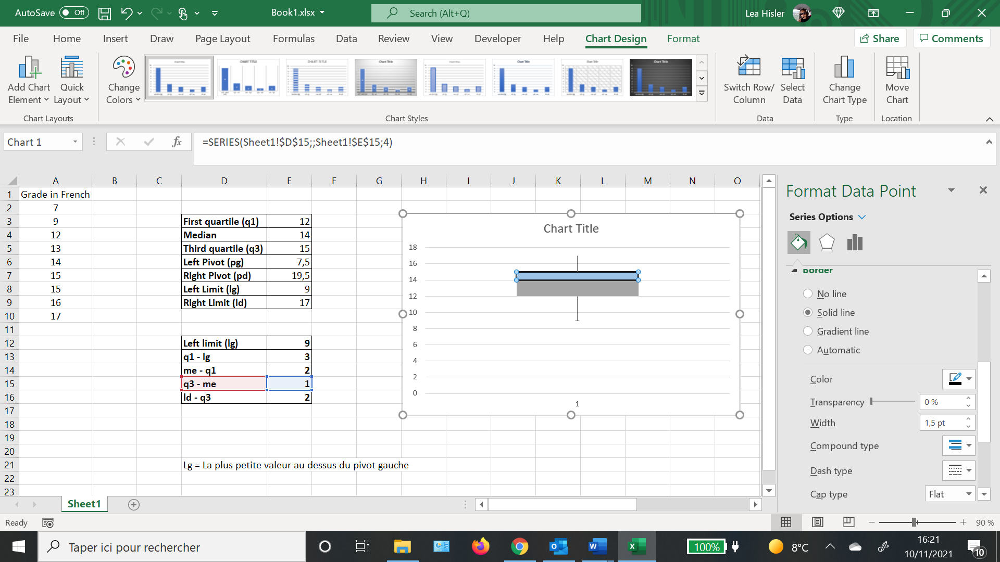 AutoSave Off Book1.xlsx Search (Alt+Q) Lea Hisler
File Home Insert Draw Page Layout Formulas Data Review View Developer Help Chart Design Format Share Comments
Add Chart Element Quick Layout Change Colors Switch Row/ Column Select Data Change Chart Type Move Chart
Chart Layouts Chart Styles Data Type Location
Chart 1 fx =SERIES(Sheet1!$D$15;;Sheet1!$E$15;4)
A B C D E F G H I J K L M N O
1 Grade in French
2 7
3 9 First quartile (q1) 12
4 12 Median 14
5 13 Third quartile (q3) 15
6 14 Left Pivot (pg) 7,5
7 15 Right Pivot (pd) 19,5
8 15 Left Limit (lg) 9
9 16 Right Limit (ld) 17
10 17
11
12 Left limit (lg) 9
13 q1 - lg 3
14 me - q1 2
15 q3 - me 1
16 ld - q3 2
17
18
19
20
21 Lg = La plus petite valeur au dessus du pivot gauche
22
23
Chart Title
18
16
14
12
10
8
6
4
2
0
1
Format Data Point
Series Options
Border
No line
Solid line
Gradient line
Automatic
Color
Transparency 0 %
Width 1,5 pt
Compound type
Dash type
Cap type Flat
Sheet1
Ready 90 %
Taper ici pour rechercher 100% 8°C 16:21
10/11/2021 10